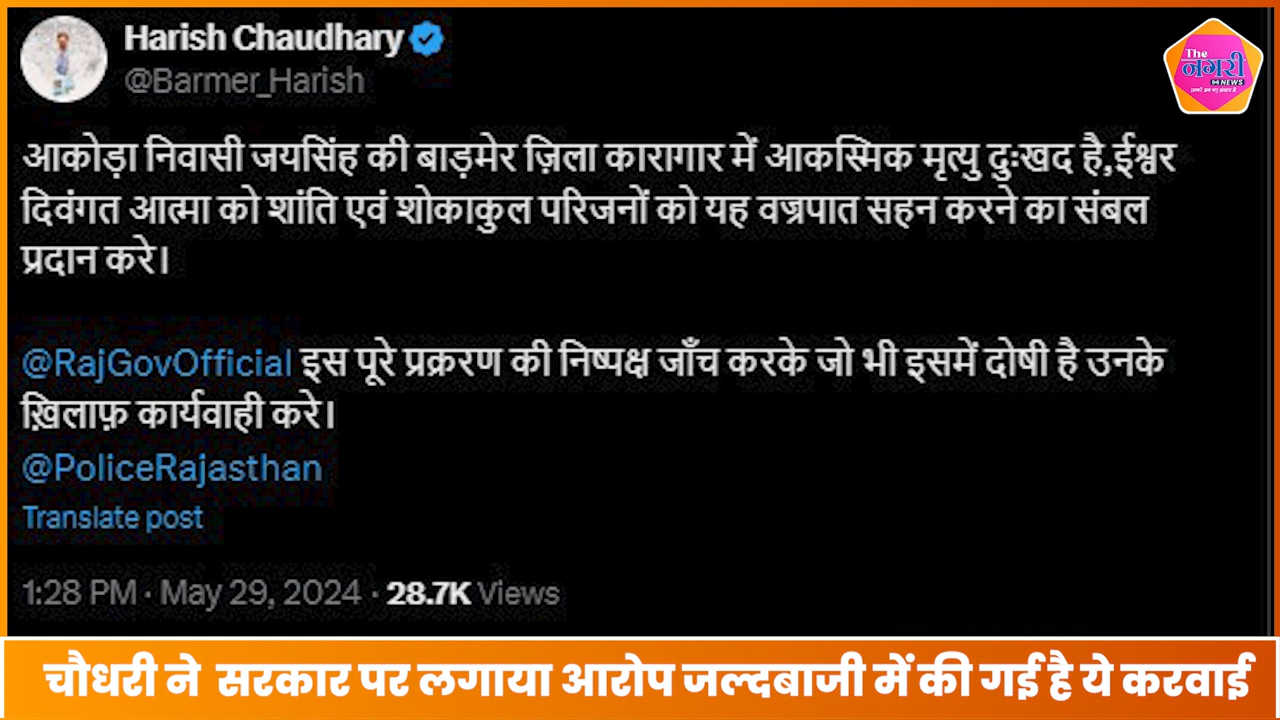 Harish Chaudhary
@Barmer_Harish
The
नगरी
NEWS
आकोड़ा निवासी जयसिंह की बाड़मेर ज़िला कारागार में आकस्मिक मृत्यु दुःखद है,ईश्वर
दिवंगत आत्मा को शांति एवं शोकाकुल परिजनों को यह वज्रपात सहन करने का संबल
प्रदान करे।
@RajGovOfficial इस पूरे प्रक्ररण की निष्पक्ष जाँच करके जो भी इसमें दोषी है उनके
ख़िलाफ़ कार्यवाही करे।
@PoliceRajasthan
Translate post
1:28 PM · May 29, 2024 · 28.7K Views
चौधरी ने सरकार पर लगाया आरोप जल्दबाजी में की गई है ये करवाई